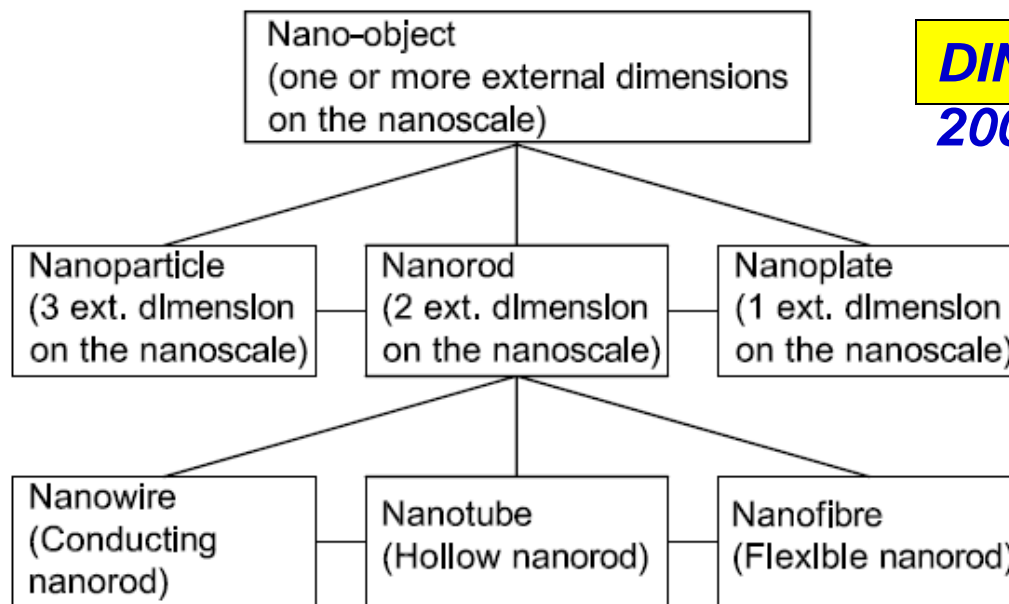 Nano-object
(one or more external dimensions
on the nanoscale)
DIN
200
Nanoparticle
(3 ext. dimension
on the nanoscale)
Nanorod
(2 ext. dimension
on the nanoscale)
Nanoplate
(1 ext. dimension
on the nanoscale)
Nanowire
(Conducting
nanorod)
Nanotube
(Hollow nanorod)
Nanofibre
(Flexible nanorod)